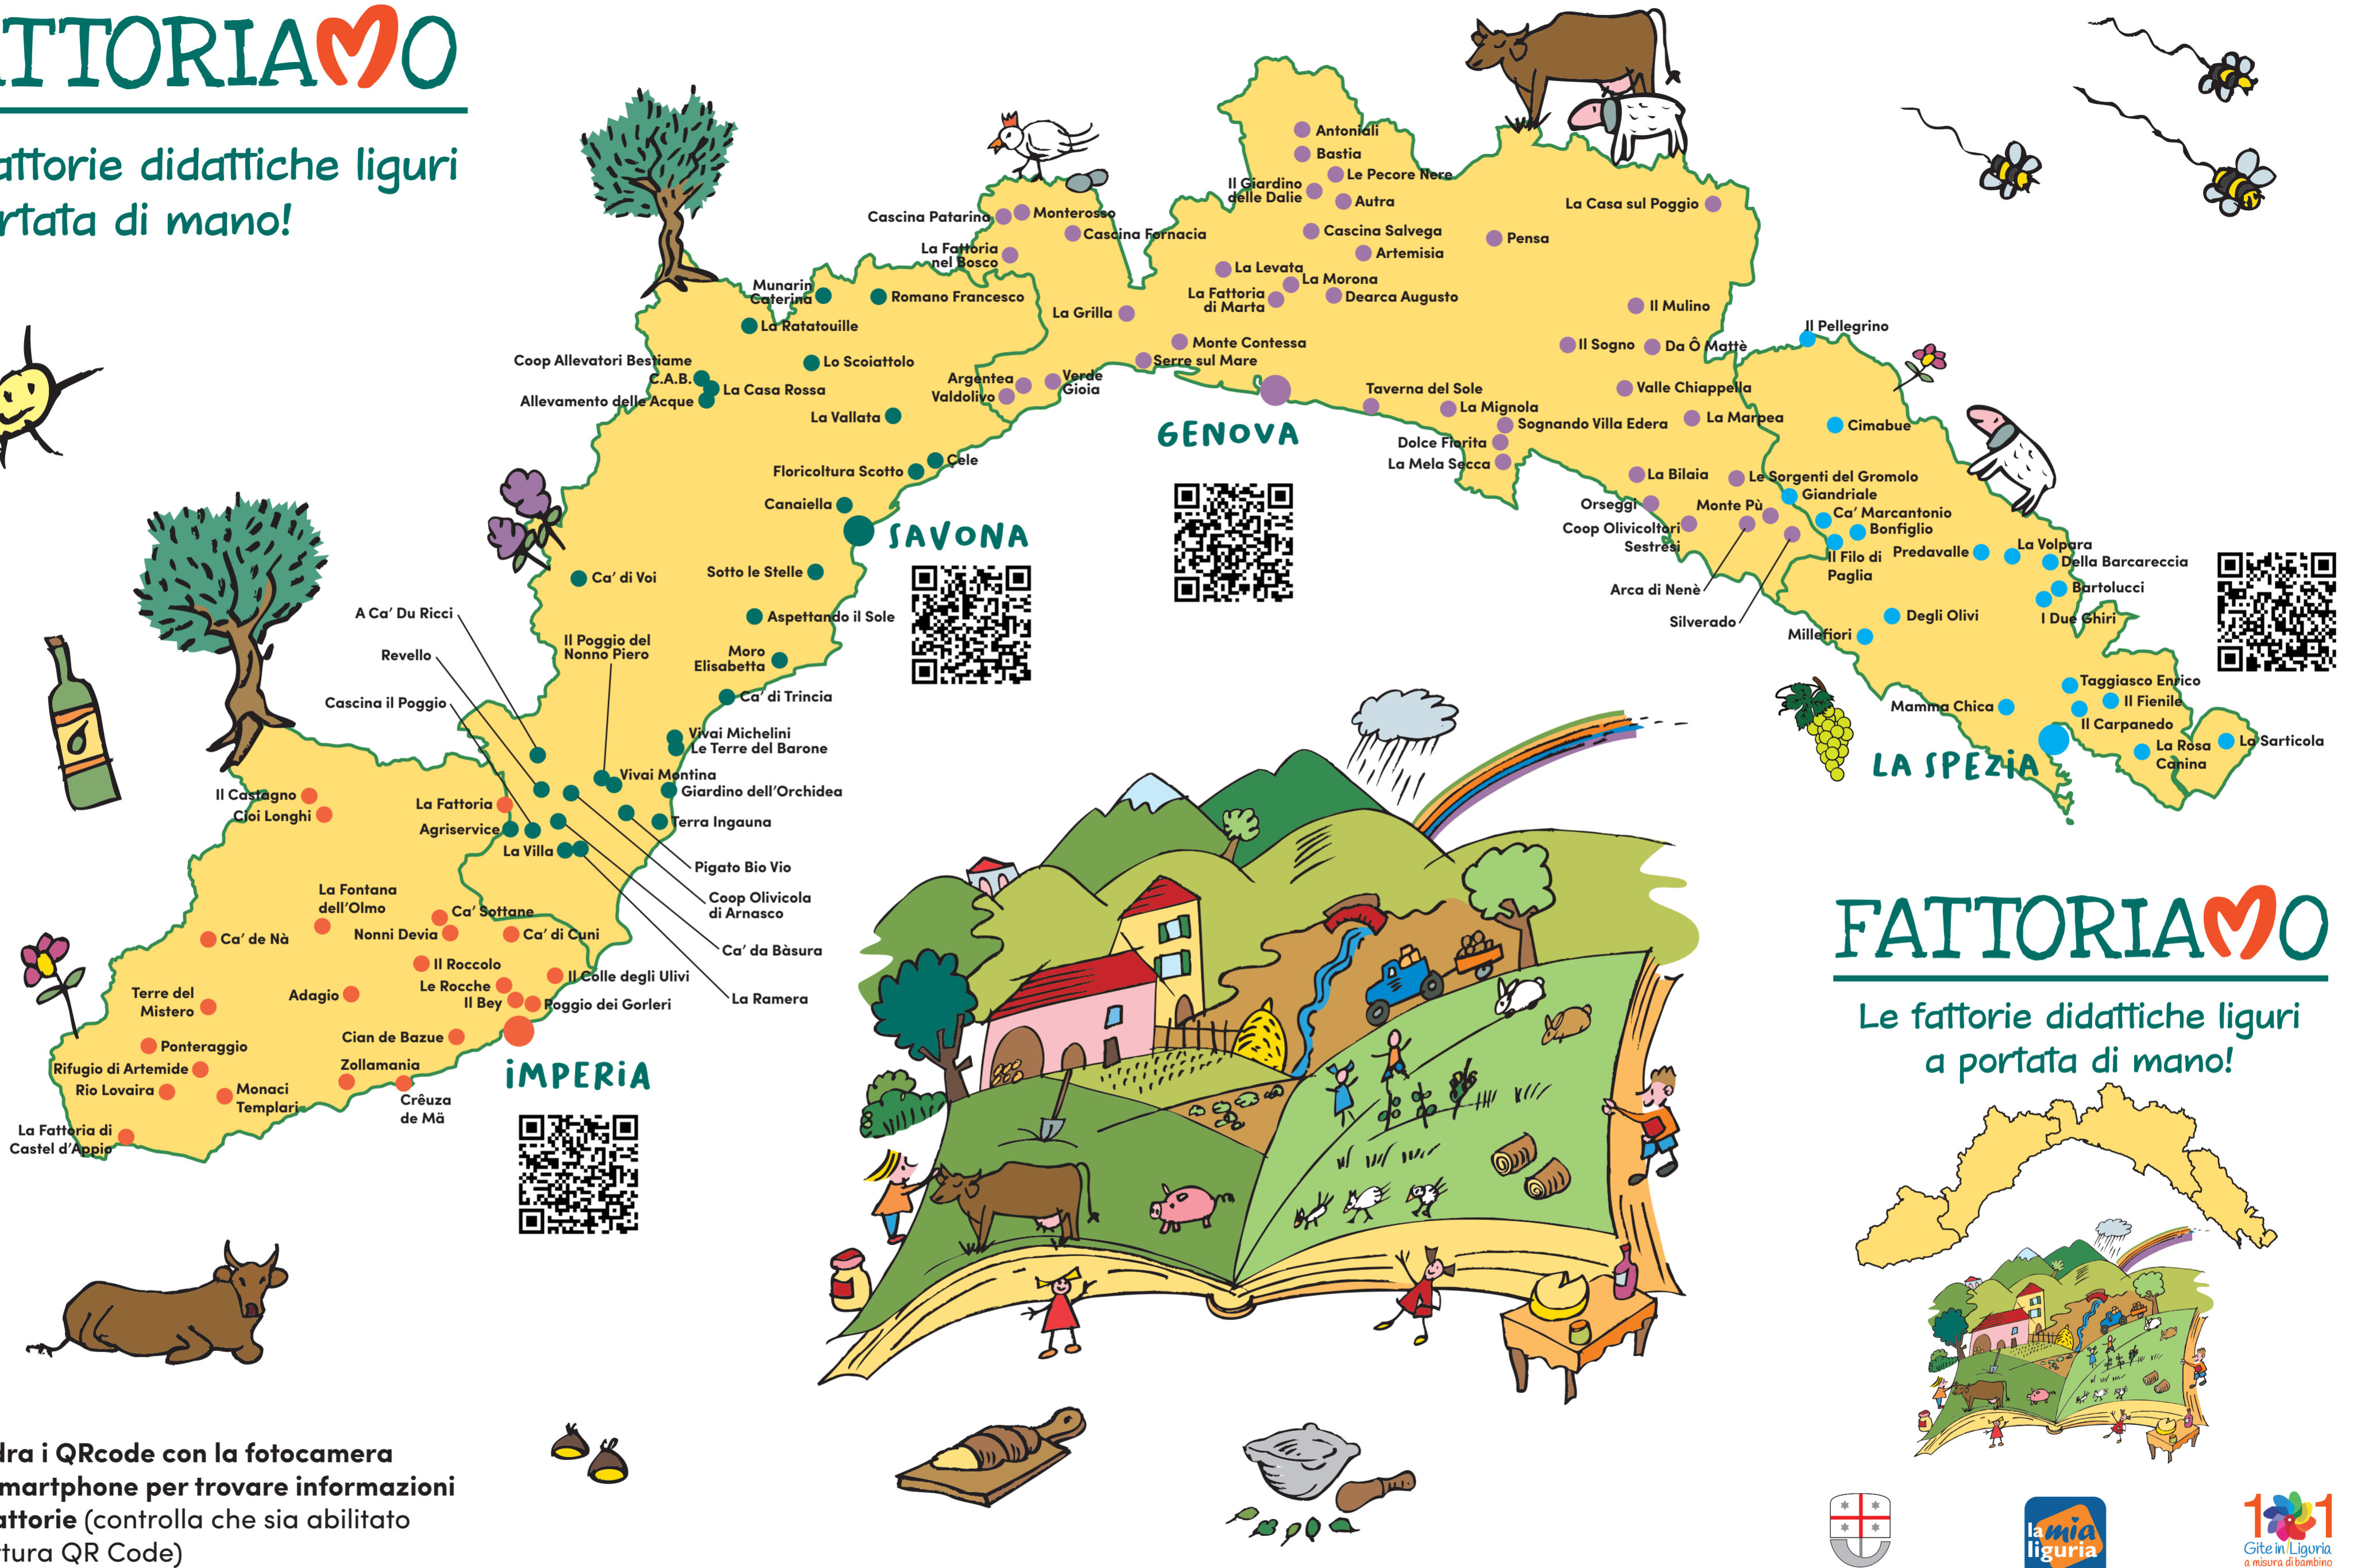 ATTORIAMO
attorie didattiche liguri
rtata di mano!
Antoniali
Bastia
Le Pecore Nere
Il Giardino
delle Dalie
Autra
La Casa sul Poggio
Cascina Patarina
Monterosso
Cascina Fornacia
Cascina Salvega
Pensa
La Fattoria
nel Bosco
Artemisia
La Levata
La Morona
La Fattoria
di Marta
Dearca Augusto
Munarin
Caterina
Romano Francesco
La Grilla
Il Mulino
La Ratatouille
Il Pellegrino
Monte Contessa
Il Sogno
Da Ô Mattè
Serre sul Mare
Coop Allevatori Bestiame
C.A.B.
Lo Scoiattolo
La Casa Rossa
Allevamento delle Acque
Argentea
Valdolivo
Verde
Gioia
Taverna del Sole
Valle Chiappella
La Vallata
La Mignola
Sognando Villa Edera
La Marpea
Cimabue
GENOVA
Dolce Fiorita
La Mela Secca
Çele
Floricoltura Scotto
La Bilaia
Le Sorgenti del Gromolo
Giandriale
Canaiella
Orseggi
Monte Pù
Ca' Marcantonio
Bonfiglio
Coop Olivicoltori
Sestresi
SAVONA
Il Filo di
Paglia
Predavalle
La Volpara
Della Barcareccia
Ca' di Voi
Sotto le Stelle
Arca di Nenè
Bartolucci
A Ca' Du Ricci
Aspettando il Sole
Silverado
Degli Olivi
I Due Ghiri
Millefiori
Il Poggio del
Nonno Piero
Revello
Moro
Elisabetta
Taggiasco Enrico
Cascina il Poggio
Ca' di Trincia
Mamma Chica
Il Fienile
Il Carpanedo
Vivai Michelini
Le Terre del Barone
La Rosa
Canina
La Sarticola
LA SPEZIA
Vivai Montina
Giardino dell'Orchidea
Il Castagno
Cioi Longhi
La Fattoria
Agriservice
Terra Ingauna
La Villa
Pigato Bio Vio
La Fontana
dell'Olmo
Coop Olivicola
di Arnasco
Ca' Sottane
Ca' de Nà
Nonni Devia
Ca' di Cuni
Ca' da Bàsura
Il Roccolo
Il Colle degli Ulivi
Le Rocche
Terre del
Mistero
Adagio
Il Bey
Poggio dei Gorleri
La Ramera
Cian de Bazue
Ponteraggio
Rifugio di Artemide
Zollamania
IMPERIA
Rio Lovaira
Monaci
Templari
Crêuza
de Mä
La Fattoria di
Castel d'Appio
FATTORIAMO
Le fattorie didattiche liguri
a portata di mano!
dra i QRcode con la fotocamera
martphone per trovare informazioni
attorie (controlla che sia abilitato
tura QR Code)
la mia
liguria
101
Gite in Liguria
a misura di bambino